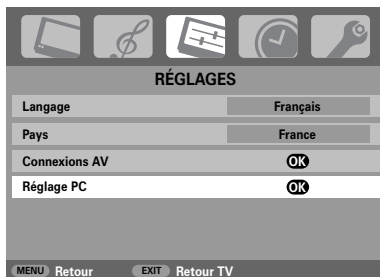 RÉGLAGES
Langage Français
Pays France
Connexions AV OK
Réglage PC OK
MENU Retour EXIT Retour TV